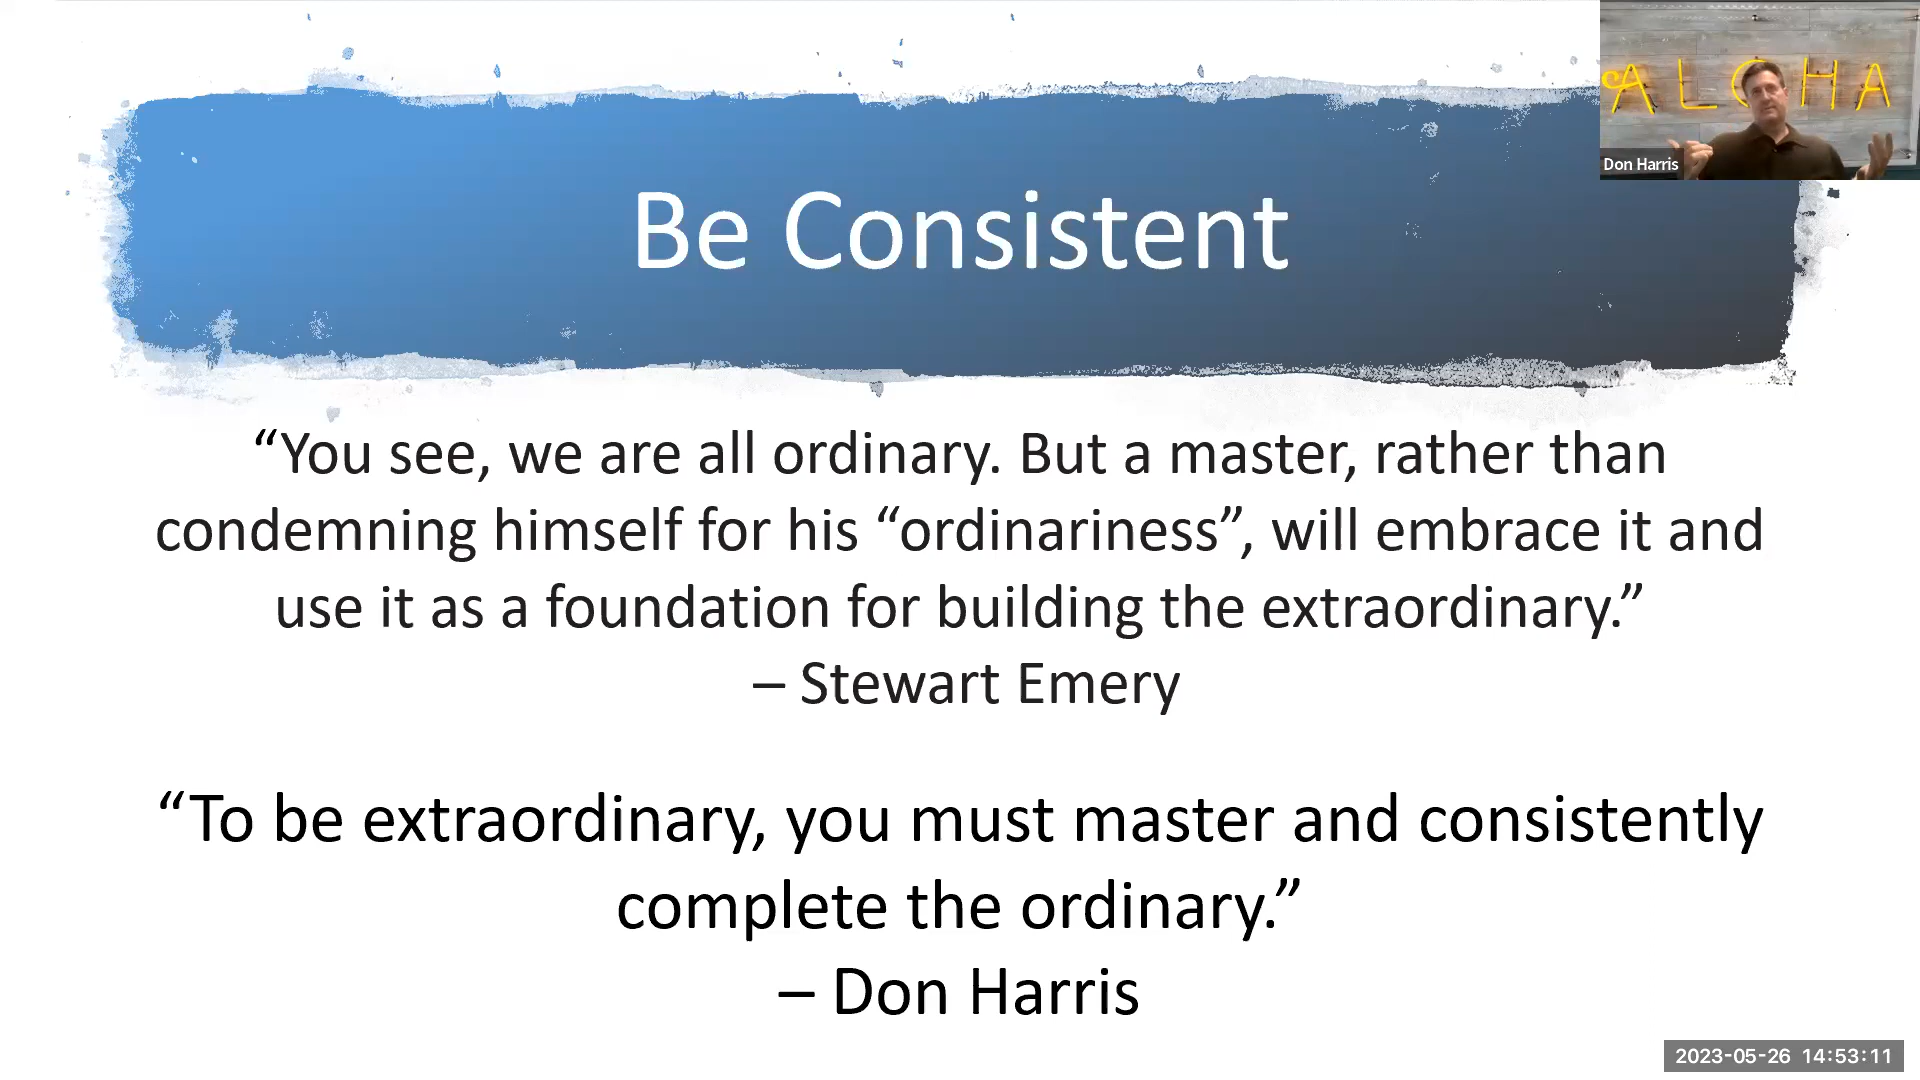 ALOHA
Don Harris
Be Consistent
“You see, we are all ordinary. But a master, rather than
condemning himself for his “ordinariness”, will embrace it and
use it as a foundation for building the extraordinary.”
– Stewart Emery
“To be extraordinary, you must master and consistently
complete the ordinary.”
– Don Harris
2023-05-26 14:53:11